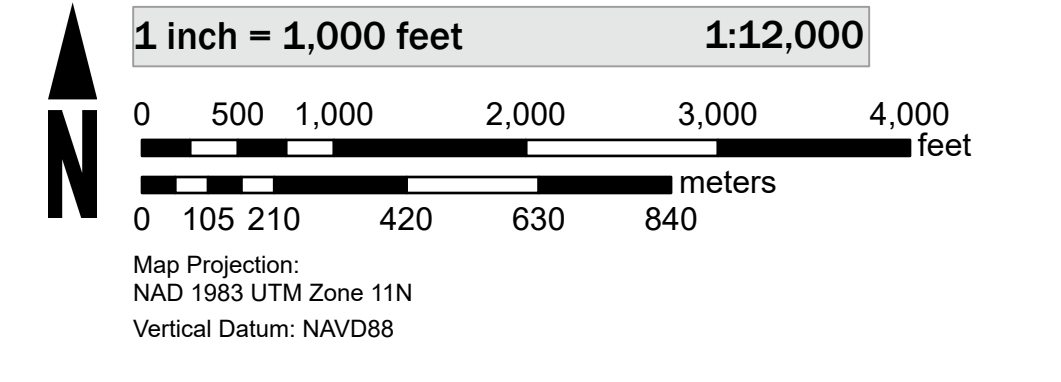 1 inch = 1,000 feet 1:12,000
0 500 1,000 2,000 3,000 4,000
feet
meters
0 105 210 420 630 840
N
Map Projection:
NAD 1983 UTM Zone 11N
Vertical Datum: NAVD88